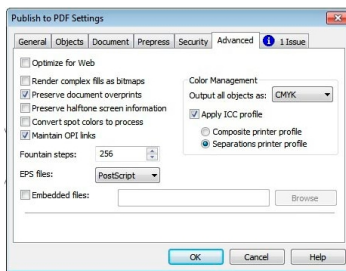 Publish to PDF Settings
General Objects Document Prepress Security Advanced 1 Issue
Optimize for Web
Render complex fills as bitmaps
Preserve document overprints
Preserve halftone screen information
Convert spot colors to process
Maintain OPI links
Fountain steps: 256
EPS files: PostScript
Embedded files: Browse
Color Management
Output all objects as: CMYK
Apply ICC profile
Composite printer profile
Separations printer profile
OK Cancel Help